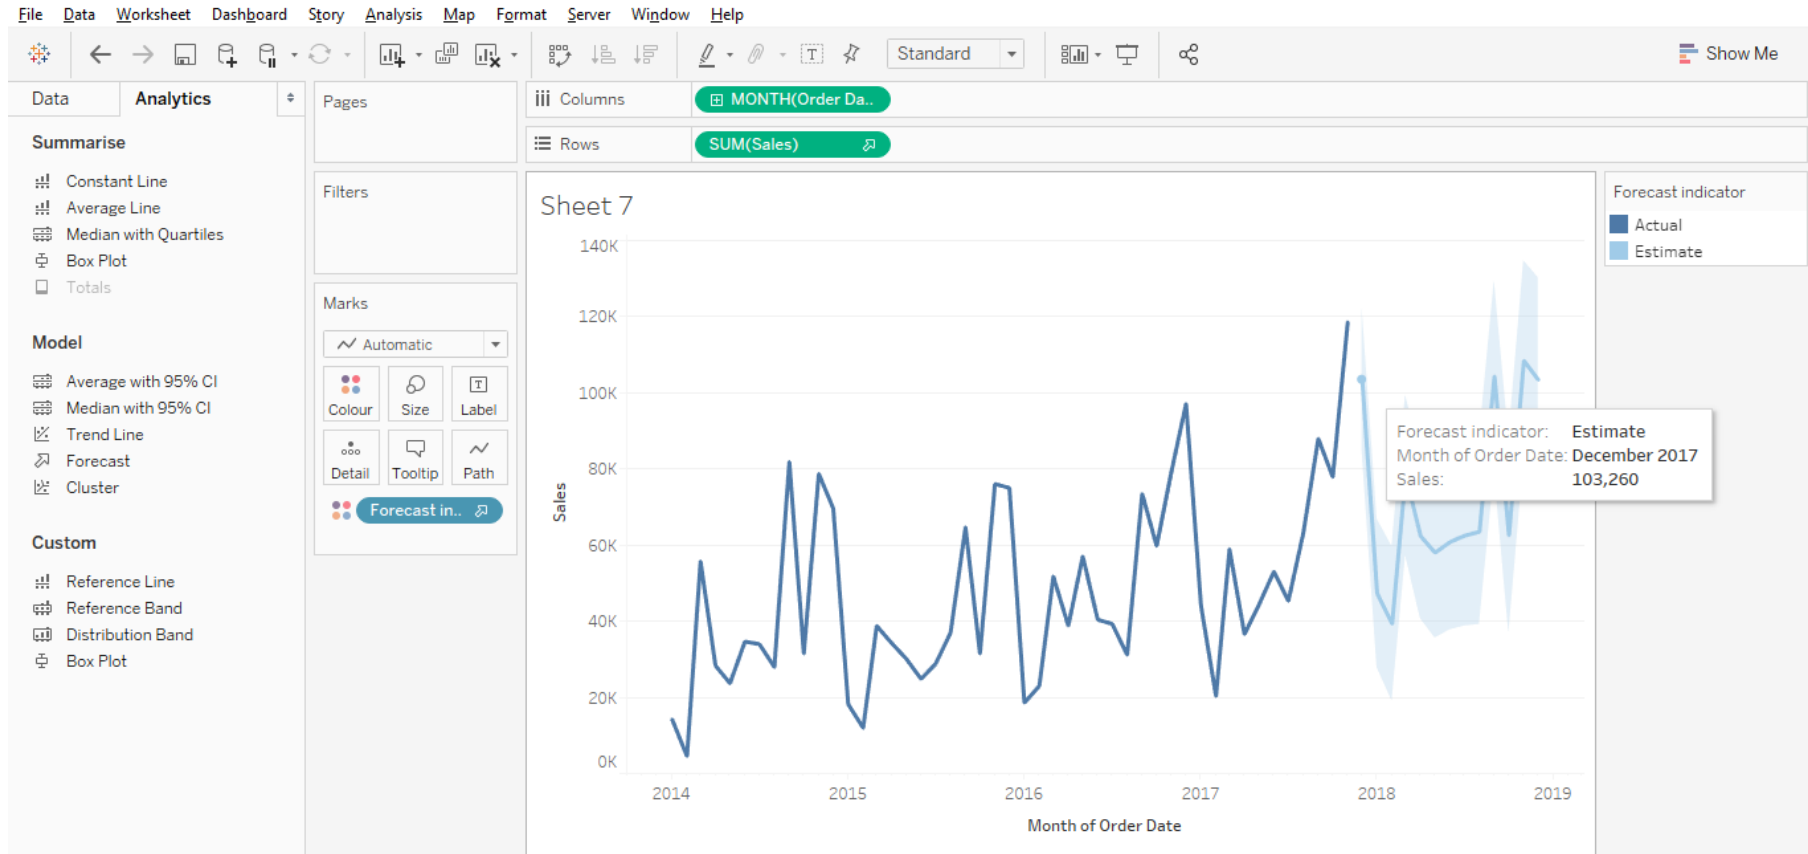 File Data Worksheet Dashboard Story Analysis Map Format Server Window Help
Standard
Show Me
Data Analytics
Summarise
Constant Line
Average Line
Median with Quartiles
Box Plot
Totals
Model
Average with 95% CI
Median with 95% CI
Trend Line
Forecast
Cluster
Custom
Reference Line
Reference Band
Distribution Band
Box Plot
Pages
Filters
Marks
Automatic
Colour Size Label
Detail Tooltip Path
Forecast in..
Columns MONTH(Order Da..
Rows SUM(Sales)
Sheet 7
140K
120K
100K
80K
60K
40K
20K
0K
Sales
2014 2015 2016 2017 2018 2019
Month of Order Date
Forecast indicator: Estimate
Month of Order Date: December 2017
Sales: 103,260
Forecast indicator
Actual
Estimate